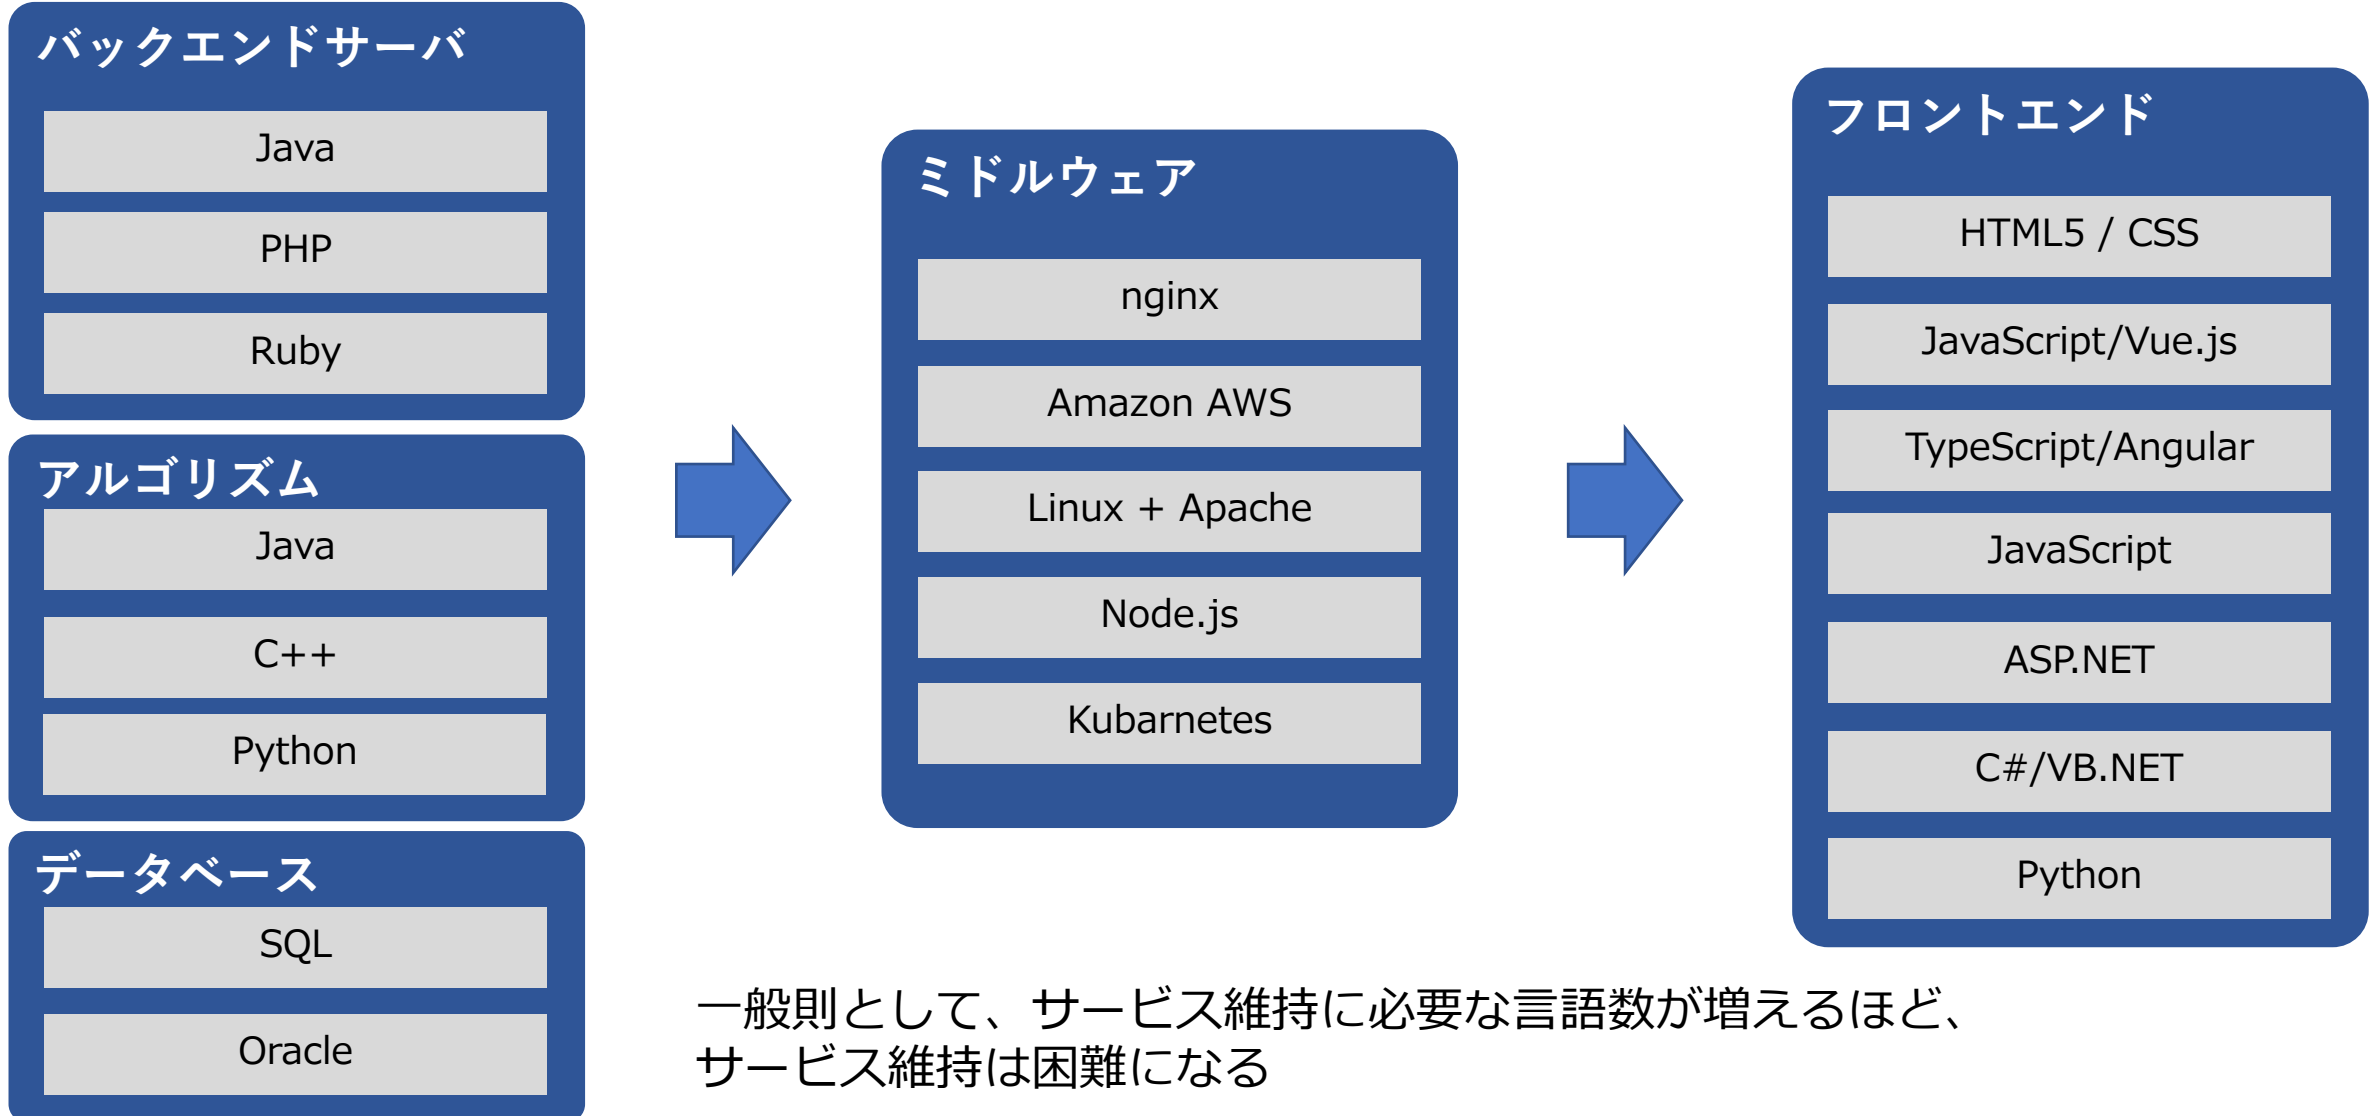 バックエンドサーバ
Java
PHP
Ruby
アルゴリズム
Java
C++
Python
データベース
SQL
Oracle
ミドルウェア
nginx
Amazon AWS
Linux + Apache
Node.js
Kubarnetes
フロントエンド
HTML5 / CSS
JavaScript/Vue.js
TypeScript/Angular
JavaScript
ASP.NET
C#/VB.NET
Python
一般則として、サービス維持に必要な言語数が増えるほど、
サービス維持は困難になる